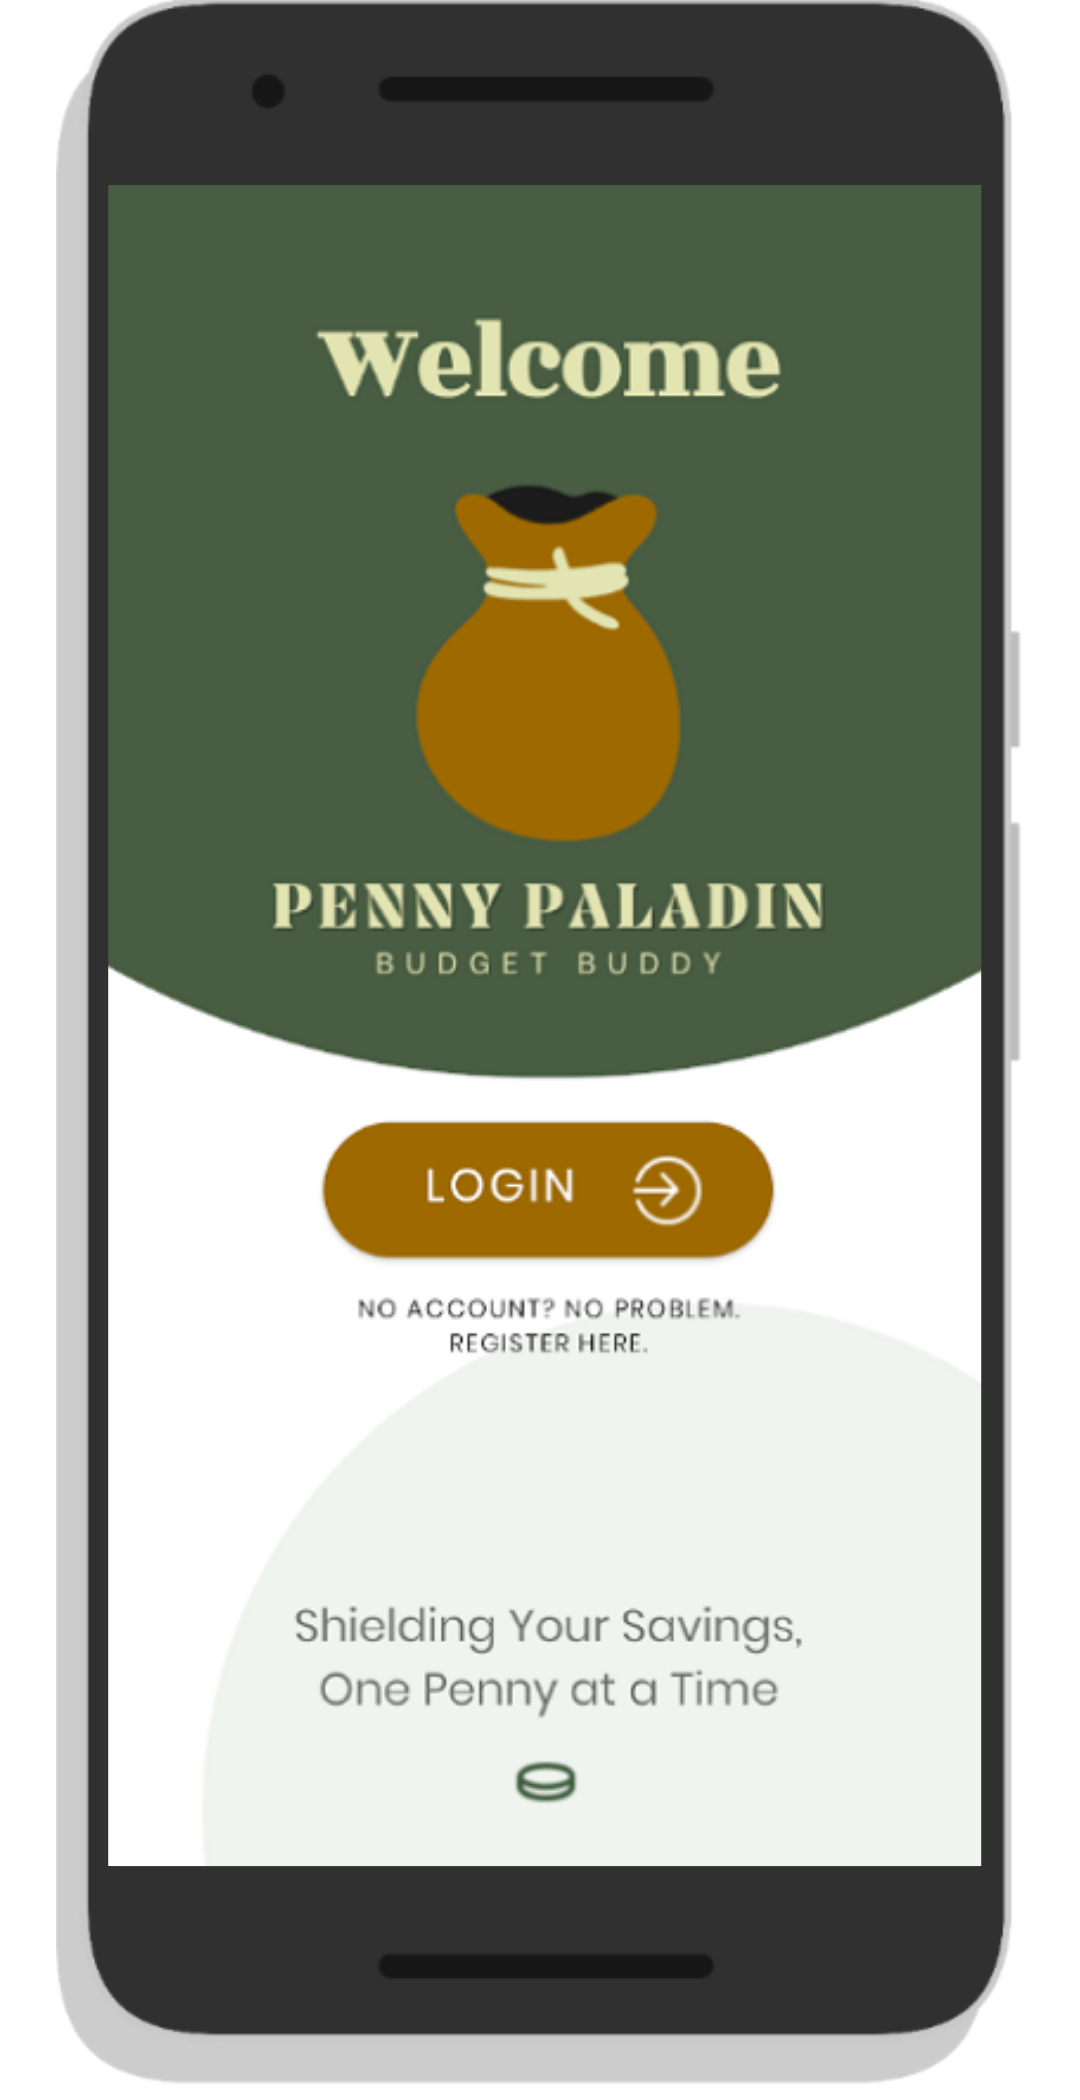 Welcome
PENNY PALADIN
BUDGET BUDDY
LOGIN
NO ACCOUNT? NO PROBLEM.
REGISTER HERE.
Shielding Your Savings,
One Penny at a Time